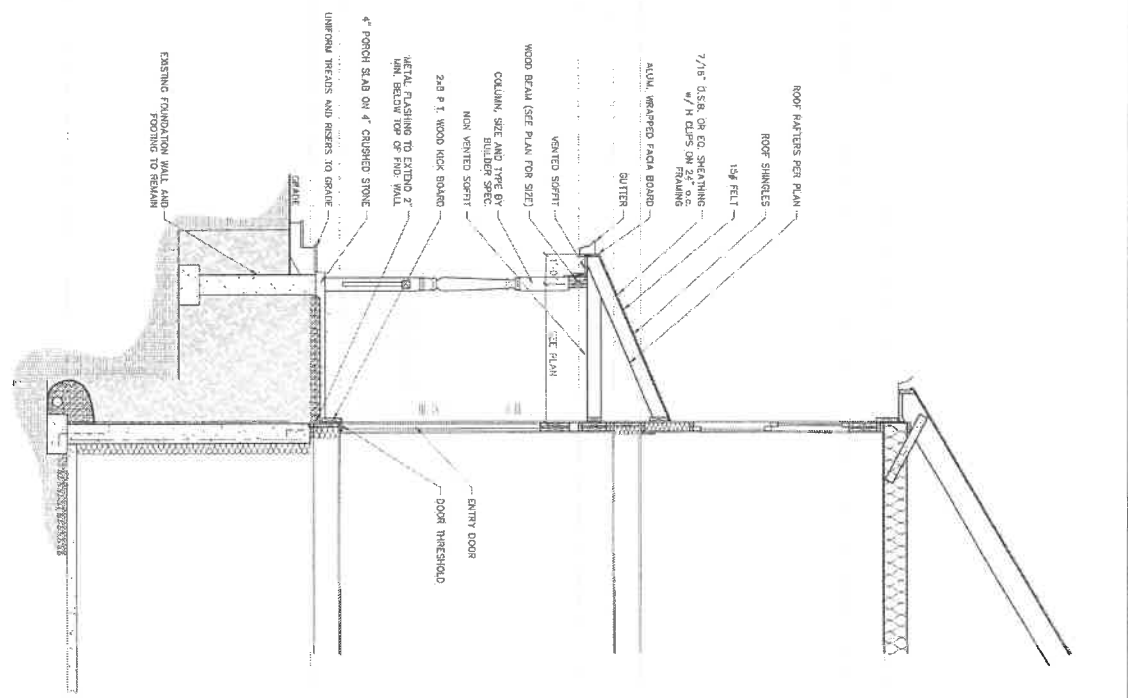 ROOF RAFTERS PER PLAN
ROOF SHINGLES
15# FELT
7/16" O.S.B. OR EQ. SHEATHING
w/ H CLIPS ON 24" o.c.
FRAMING
ALUM. WRAPPED FACIA BOARD
GUTTER
VENTED SOFFIT
WOOD BEAM (SEE PLAN FOR SIZE)
COLUMN, SIZE AND TYPE BY
BUILDER SPEC.
NON VENTED SOFFIT
2x8 P.T. WOOD KICK BOARD
METAL FLASHING TO EXTEND 2"
MIN. BELOW TOP OF FND. WALL
4" PORCH SLAB ON 4" CRUSHED STONE
UNIFORM TREADS AND RISERS TO GRADE
GRADE
EXISTING FOUNDATION WALL AND
FOOTING TO REMAIN
SEE PLAN
ENTRY DOOR
DOOR THRESHOLD